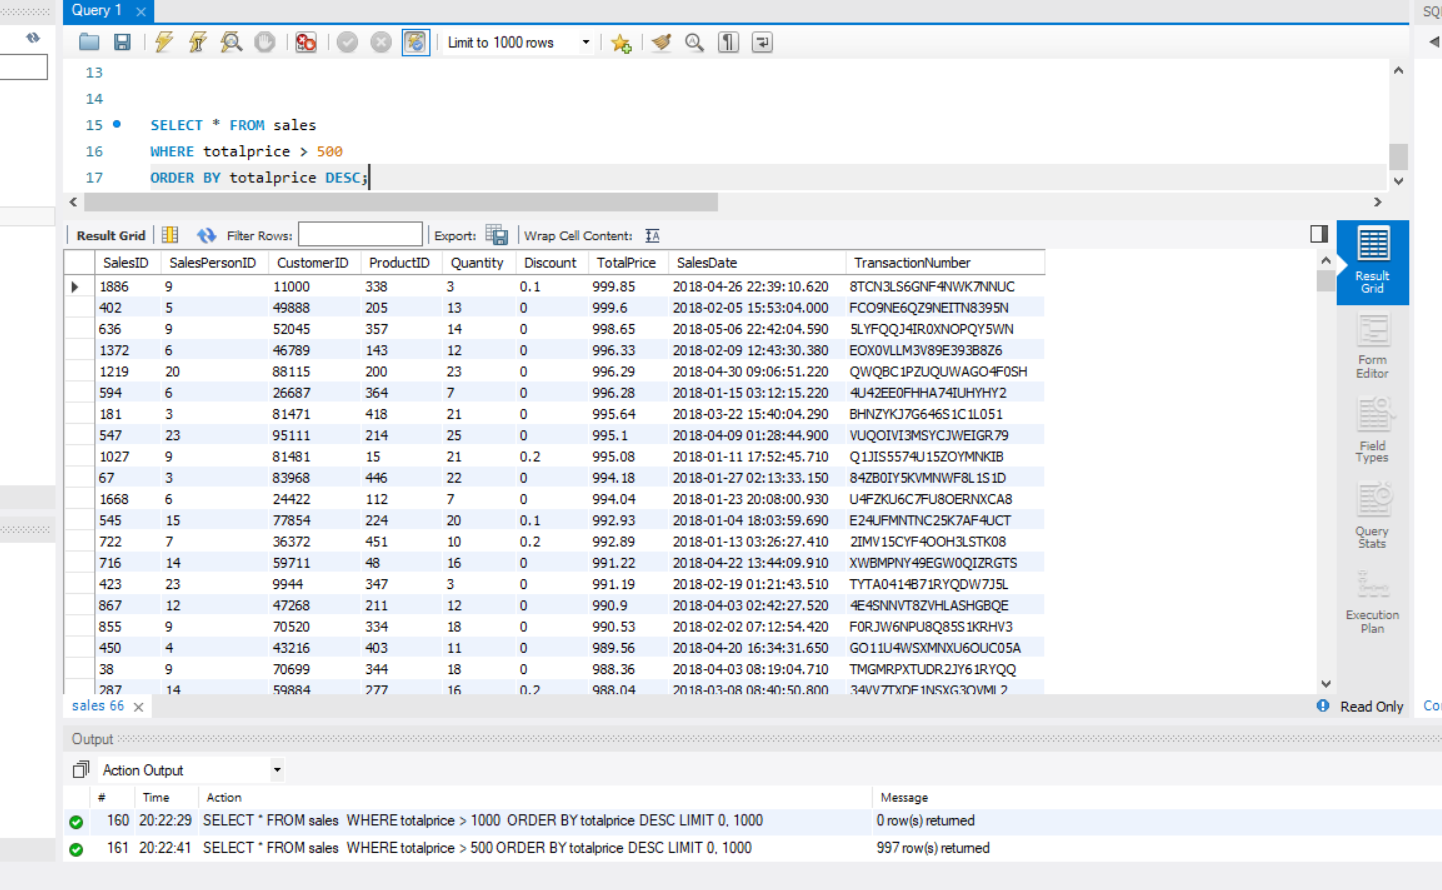 Query 1
SQ
Limit to 1000 rows
13
14
15 SELECT * FROM sales
16 WHERE totalprice > 500
17 ORDER BY totalprice DESC;
Result Grid Filter Rows: Export: Wrap Cell Content:
SalesID SalesPersonID CustomerID ProductID Quantity Discount TotalPrice SalesDate TransactionNumber
1886 9 11000 338 3 0.1 999.85 2018-04-26 22:39:10.620 8TCN3LS6GNF4NWK7NNUC
402 5 49888 205 13 0 999.6 2018-02-05 15:53:04.000 FCO9NE6QZ9NEITN8395N
636 9 52045 357 14 0 998.65 2018-05-06 22:42:04.590 5LYFQQJ4IR0XNOPQY5WN
1372 6 46789 143 12 0 996.33 2018-02-09 12:43:30.380 EOX0VLLM3V89E393B8Z6
1219 20 88115 200 23 0 996.29 2018-04-30 09:06:51.220 QWQBC1PZUQUWAGO4F0SH
594 6 26687 364 7 0 996.28 2018-01-15 03:12:15.220 4U42EE0FHHA74IUHYHY2
181 3 81471 418 21 0 995.64 2018-03-22 15:40:04.290 BHNZYKJ7G646S1C1L051
547 23 95111 214 25 0 995.1 2018-04-09 01:28:44.900 VUQOIVI3MSYCJWEIGR79
1027 9 81481 15 21 0.2 995.08 2018-01-11 17:52:45.710 Q1JIS5574U15ZOYMNKIB
67 3 83968 446 22 0 994.18 2018-01-27 02:13:33.150 84ZB0IY5KVMNWF8L1S1D
1668 6 24422 112 7 0 994.04 2018-01-23 20:08:00.930 U4FZKU6C7FU8OERNXCA8
545 15 77854 224 20 0.1 992.93 2018-01-04 18:03:59.690 E24UFMNTNC25K7AF4UCT
722 7 36372 451 10 0.2 992.89 2018-01-13 03:26:27.410 2IMV15CYF4OOH3LSTK08
716 14 59711 48 16 0 991.22 2018-04-22 13:44:09.910 XWBMPNY49EGW0QIZRGTS
423 23 9944 347 3 0 991.19 2018-02-19 01:21:43.510 TYTA0414B71RYQDW7J5L
867 12 47268 211 12 0 990.9 2018-04-03 02:42:27.520 4E4SNNVT8ZVHLASHGBQE
855 9 70520 334 18 0 990.53 2018-02-02 07:12:54.420 F0RJW6NPU8Q85S1KRHV3
450 4 43216 403 11 0 989.56 2018-04-20 16:34:31.650 GO11U4WSXMNXU6OUC05A
38 9 70699 344 18 0 988.36 2018-04-03 08:19:04.710 TMGMRPXTUDR2JY61RYQQ
287 14 59884 277 16 0.2 988.04 2018-03-08 08:40:50.800
Result
Grid
Form
Editor
Field
Types
Query
Stats
Execution
Plan
sales 66
Read Only
Output
Action Output
# Time Action Message
160 20:22:29 SELECT * FROM sales WHERE totalprice > 1000 ORDER BY totalprice DESC LIMIT 0, 1000 0 row(s) returned
161 20:22:41 SELECT * FROM sales WHERE totalprice > 500 ORDER BY totalprice DESC LIMIT 0, 1000 997 row(s) returned